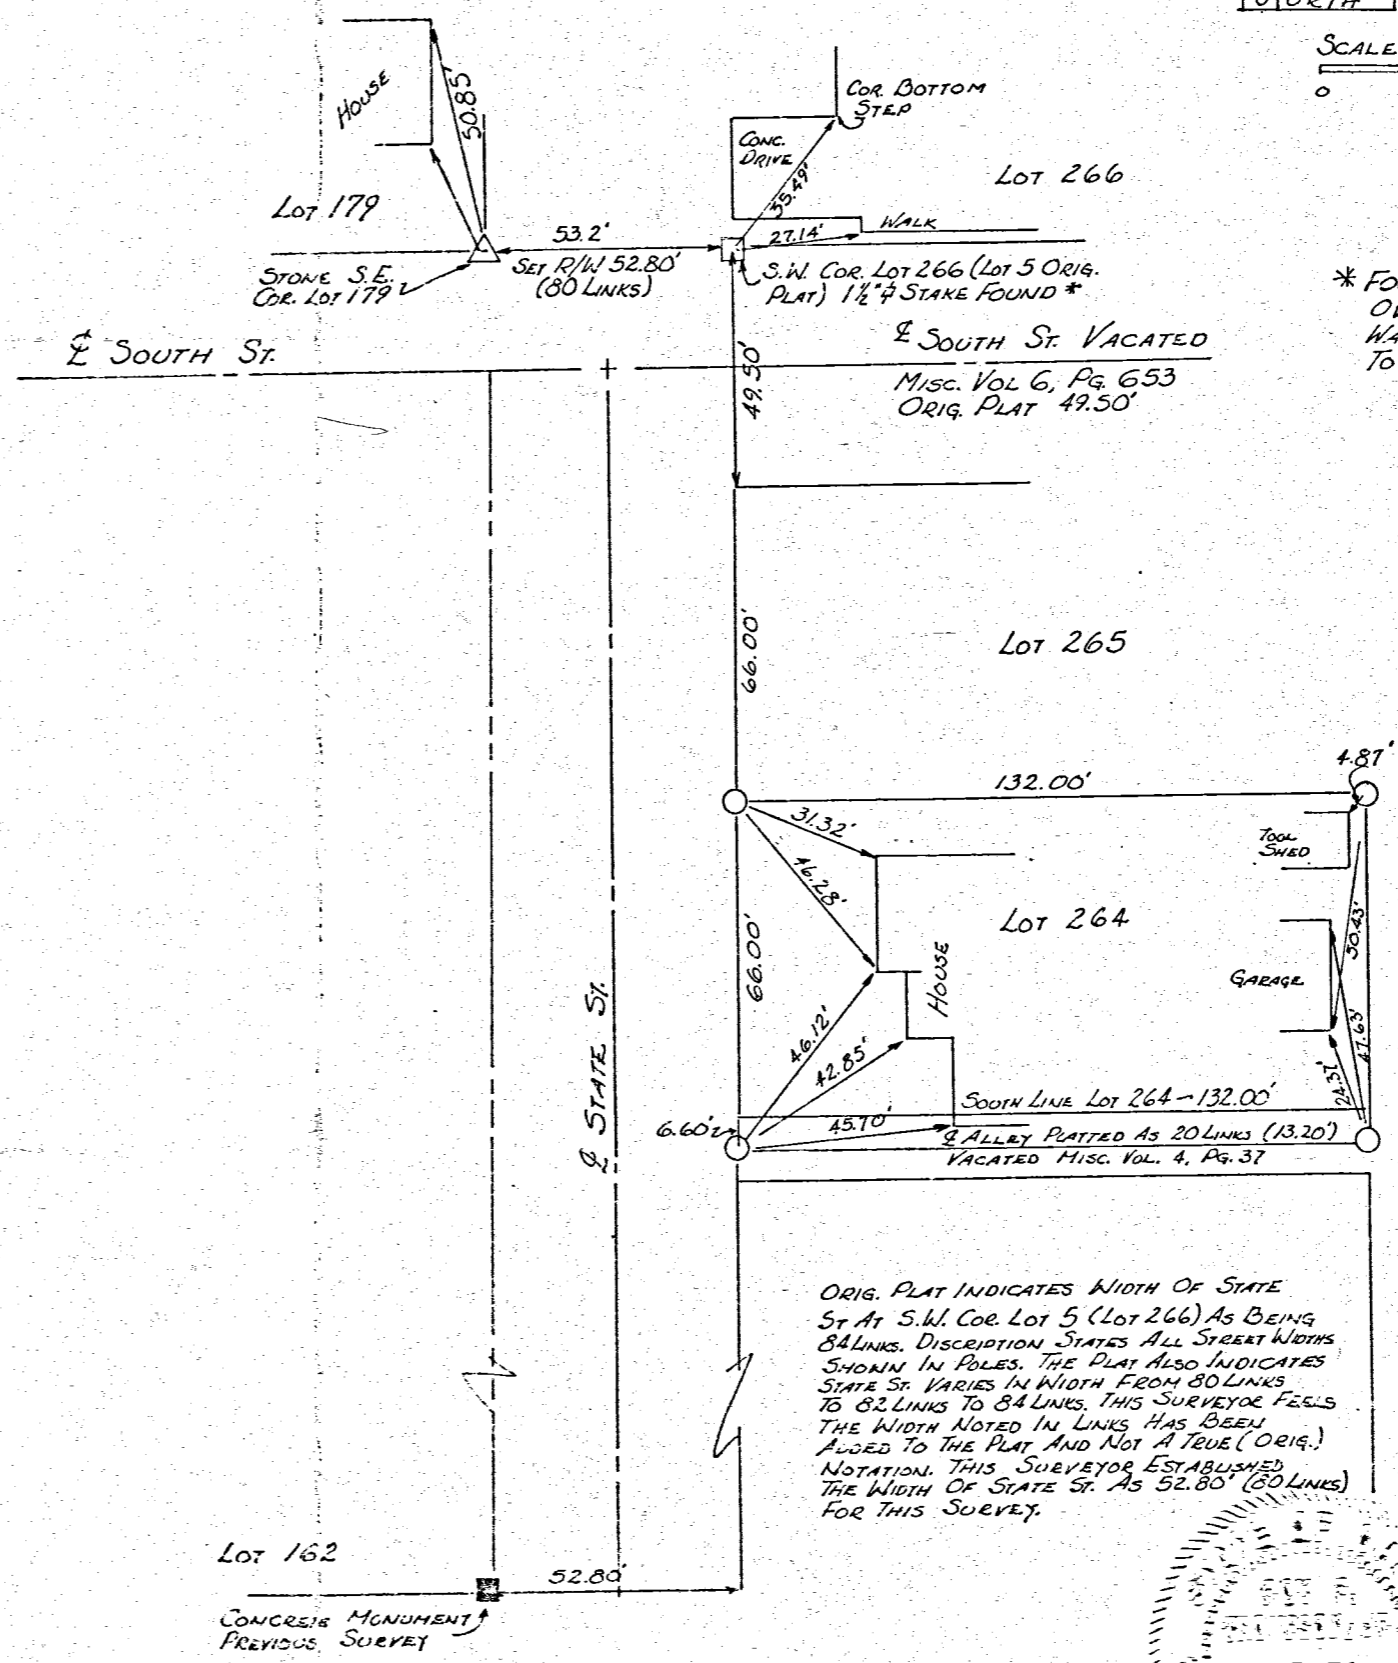 NORTH
SCALE
0
HOUSE
50.85'
COR. BOTTOM
STEP
CONC.
DRIVE
55.49'
LOT 266
LOT 179
WALK
53.2'
27.14'
SET R/W 52.80'
(80 LINKS)
STONE S.E.
COR. LOT 179
S.W. COR. LOT 266 (LOT 5 ORIG.
PLAT) 1½"⌀ STAKE FOUND *
* FO
OV
WA
TO
℄ SOUTH ST.
℄ SOUTH ST. VACATED
MISC. VOL 6, PG. 653
ORIG. PLAT 49.50'
49.50'
66.00'
LOT 265
4.87'
132.00'
31.32'
46.28'
TOOL
SHED
LOT 264
50.43'
66.00'
HOUSE
GARAGE
℄ STATE ST.
46.12'
42.85'
47.63'
24.37'
SOUTH LINE LOT 264 - 132.00'
6.60'
45.70'
℄ ALLEY PLATTED AS 20 LINKS (13.20')
VACATED MISC. VOL. 4, PG. 37
ORIG. PLAT INDICATES WIDTH OF STATE
ST AT S.W. COR. LOT 5 (LOT 266) AS BEING
84 LINKS. DISCRIPTION STATES ALL STREET WIDTHS
SHOWN IN POLES. THE PLAT ALSO INDICATES
STATE ST. VARIES IN WIDTH FROM 80 LINKS
TO 82 LINKS TO 84 LINKS. THIS SURVEYOR FEELS
THE WIDTH NOTED IN LINKS HAS BEEN
ADDED TO THE PLAT AND NOT A TRUE (ORIG.)
NOTATION. THIS SURVEYOR ESTABLISHED
THE WIDTH OF STATE ST. AS 52.80' (80 LINKS)
FOR THIS SURVEY.
LOT 162
52.80'
CONCRETE MONUMENT
PREVIOUS SURVEY